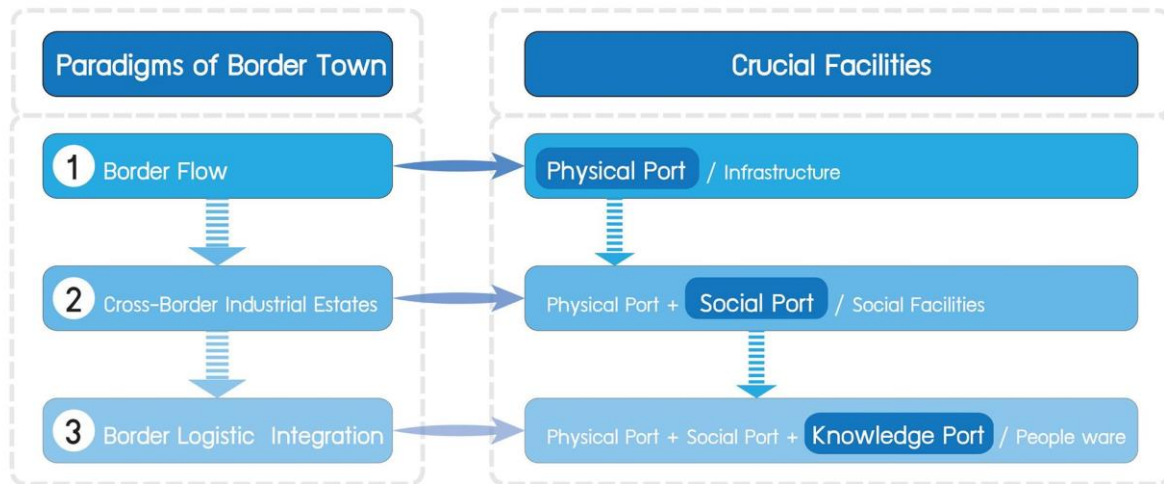 Paradigms of Border Town
Crucial Facilities
1 Border Flow
Physical Port / Infrastructure
2 Cross-Border Industrial Estates
Physical Port + Social Port / Social Facilities
3 Border Logistic Integration
Physical Port + Social Port + Knowledge Port / People ware